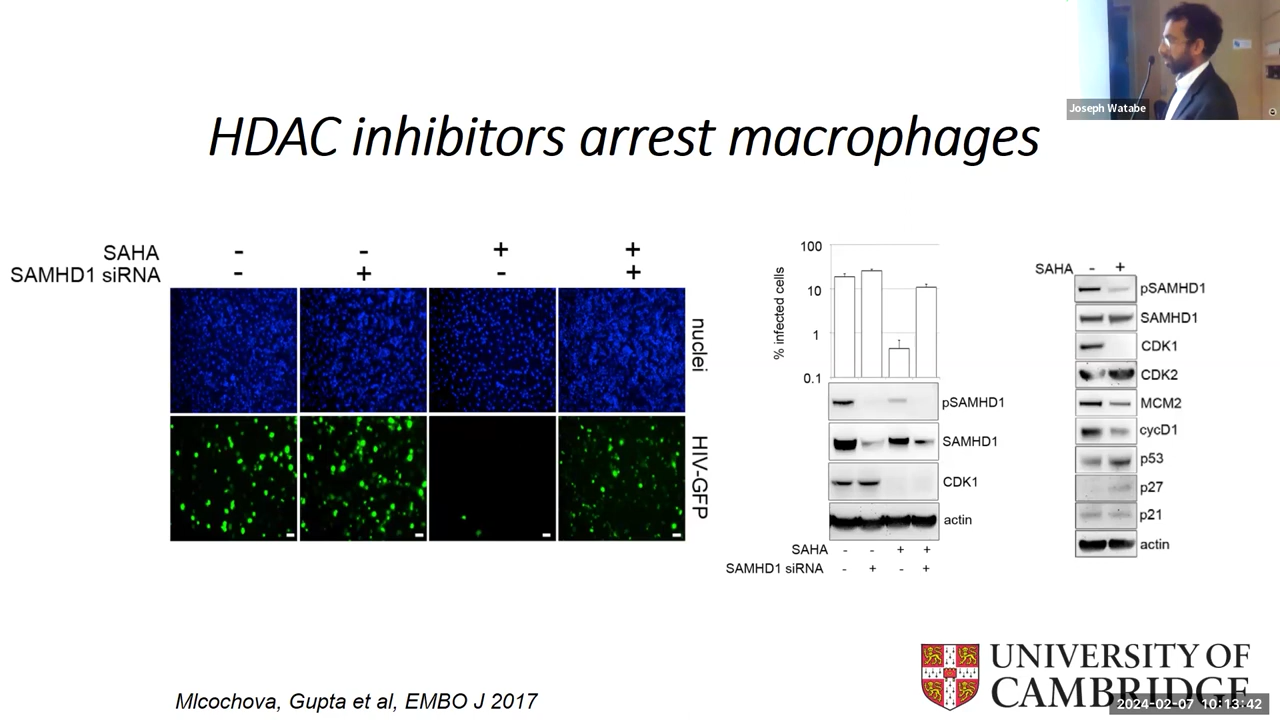 Joseph Watabe
HDAC inhibitors arrest macrophages
SAHA - - + +
SAMHD1 siRNA - + - +
nuclei
HIV-GFP
% infected cells
100
10
1
0.1
pSAMHD1
SAMHD1
CDK1
actin
SAHA - - + +
SAMHD1 siRNA - + - +
SAHA - +
pSAMHD1
SAMHD1
CDK1
CDK2
MCM2
cycD1
p53
p27
p21
actin
Mlcochova, Gupta et al, EMBO J 2017
UNIVERSITY OF
CAMBRIDGE
2024-02-07 10:13:42